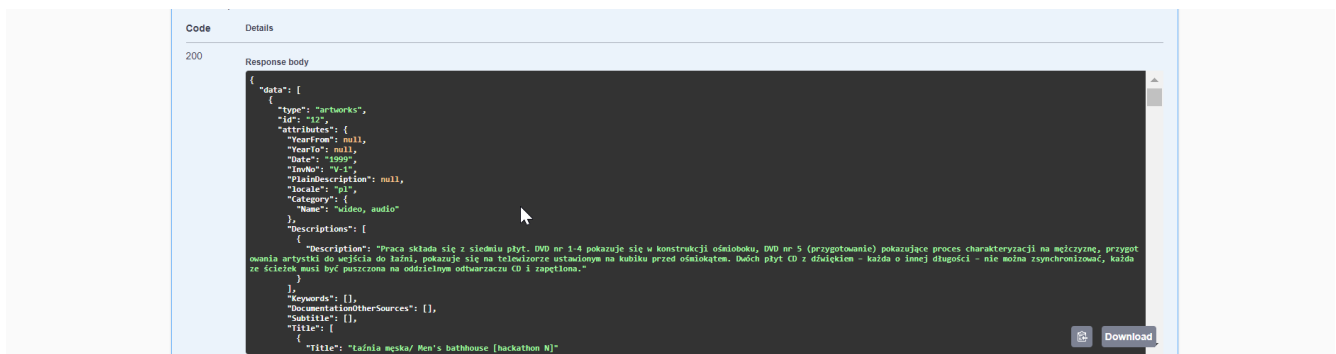 Code Details
200
Response body
{
"data": [
{
"type": "artworks",
"id": "12",
"attributes": {
"YearFrom": null,
"YearTo": null,
"Date": "1999",
"InvNo": "V-1",
"PlainDescription": null,
"locale": "pl",
"Category": {
"Name": "wideo, audio"
},
"Descriptions": [
{
"Description": "Praca składa się z siedmiu płyt. DVD nr 1-4 pokazuje się w konstrukcji ośmioboku, DVD nr 5 (przygotowanie) pokazujące proces charakteryzacji na mężczyznę, przygot
owania artystki do wejścia do łaźni, pokazuje się na telewizorze ustawionym na kubiku przed ośmiokątem. Dwóch płyt CD z dźwiękiem – każda o innej długości – nie można zsynchronizować, każda
ze ścieżek musi być puszczona na oddzielnym odtwarzaczu CD i zapętlona."
}
],
"Keywords": [],
"DocumentationOtherSources": [],
"Subtitle": [],
"Title": [
{
"Title": "Łaźnia męska/ Men's bathhouse [hackathon N]"
Download